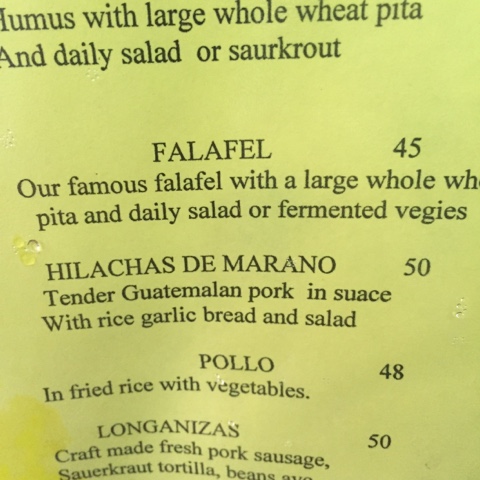 Humus with large whole wheat pita
And daily salad or saurkrout
FALAFEL 45
Our famous falafel with a large whole
pita and daily salad or fermented vegies
HILACHAS DE MARANO 50
Tender Guatemalan pork in suace
With rice garlic bread and salad
POLLO 48
In fried rice with vegetables.
LONGANIZAS 50
Craft made fresh pork sausage,
Sauerkraut tortilla, beans